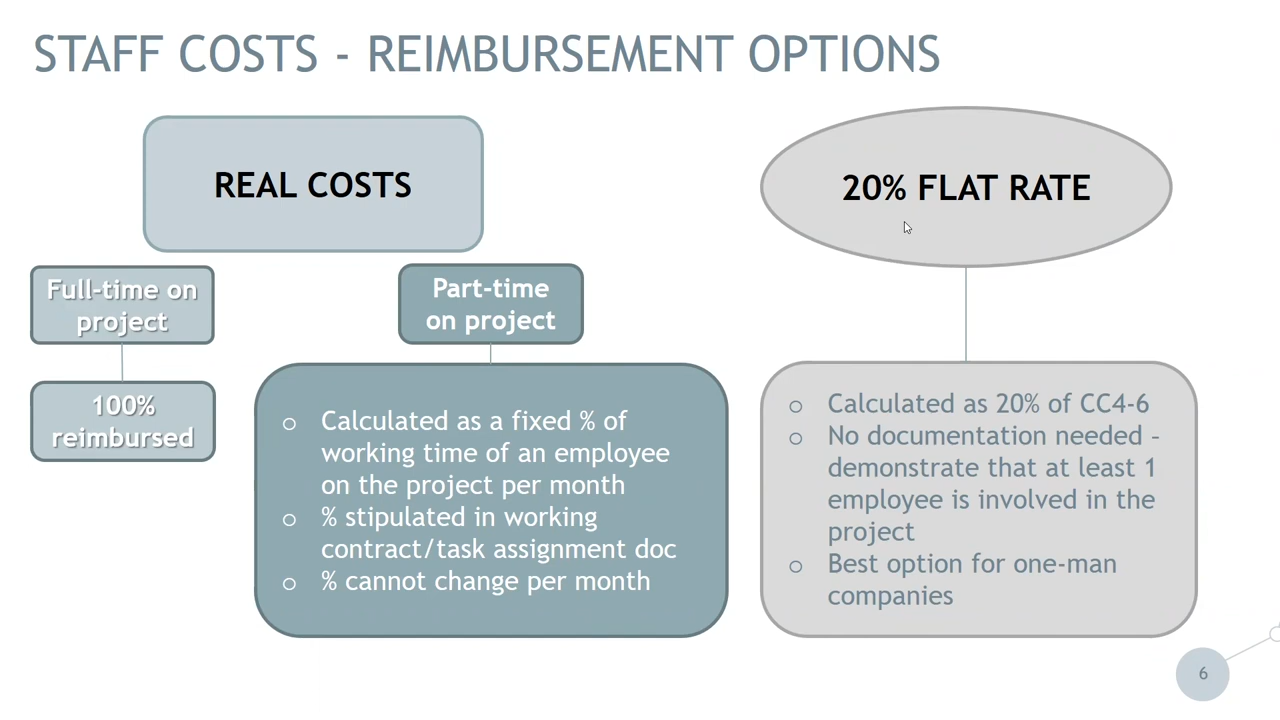 STAFF COSTS - REIMBURSEMENT OPTIONS
REAL COSTS
Full-time on
project
100%
reimbursed
Part-time
on project
o Calculated as a fixed % of
working time of an employee
on the project per month
o % stipulated in working
contract/task assignment doc
o % cannot change per month
20% FLAT RATE
o Calculated as 20% of CC4-6
o No documentation needed –
demonstrate that at least 1
employee is involved in the
project
o Best option for one-man
companies
6